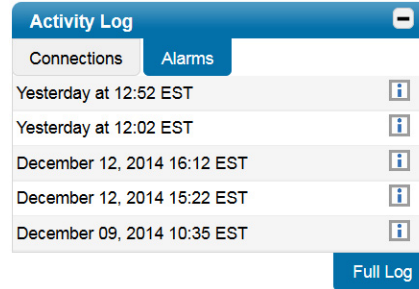 Activity Log
Connections Alarms
Yesterday at 12:52 EST
Yesterday at 12:02 EST
December 12, 2014 16:12 EST
December 12, 2014 15:22 EST
December 09, 2014 10:35 EST
Full Log